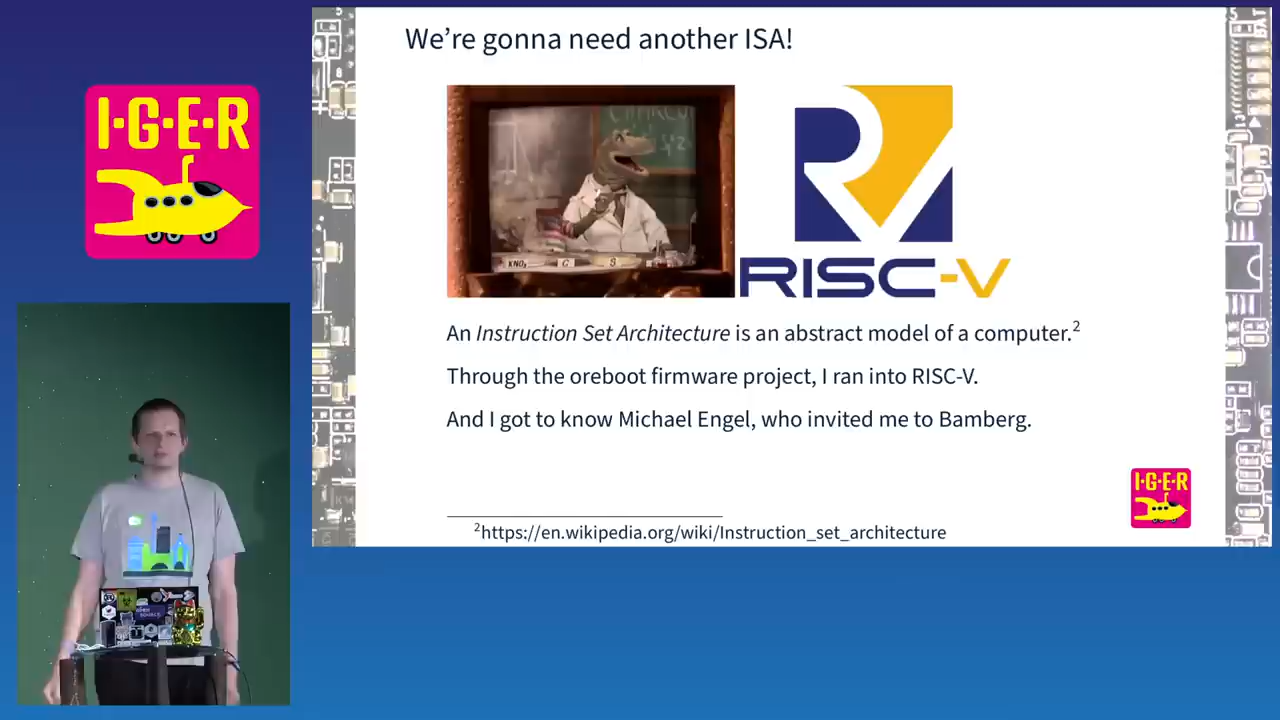 We're gonna need another ISA!
I-G-E-R
KNO₃ C S
RISC-V
An Instruction Set Architecture is an abstract model of a computer.²
Through the oreboot firmware project, I ran into RISC-V.
And I got to know Michael Engel, who invited me to Bamberg.
I-G-E-R
²https://en.wikipedia.org/wiki/Instruction_set_architecture